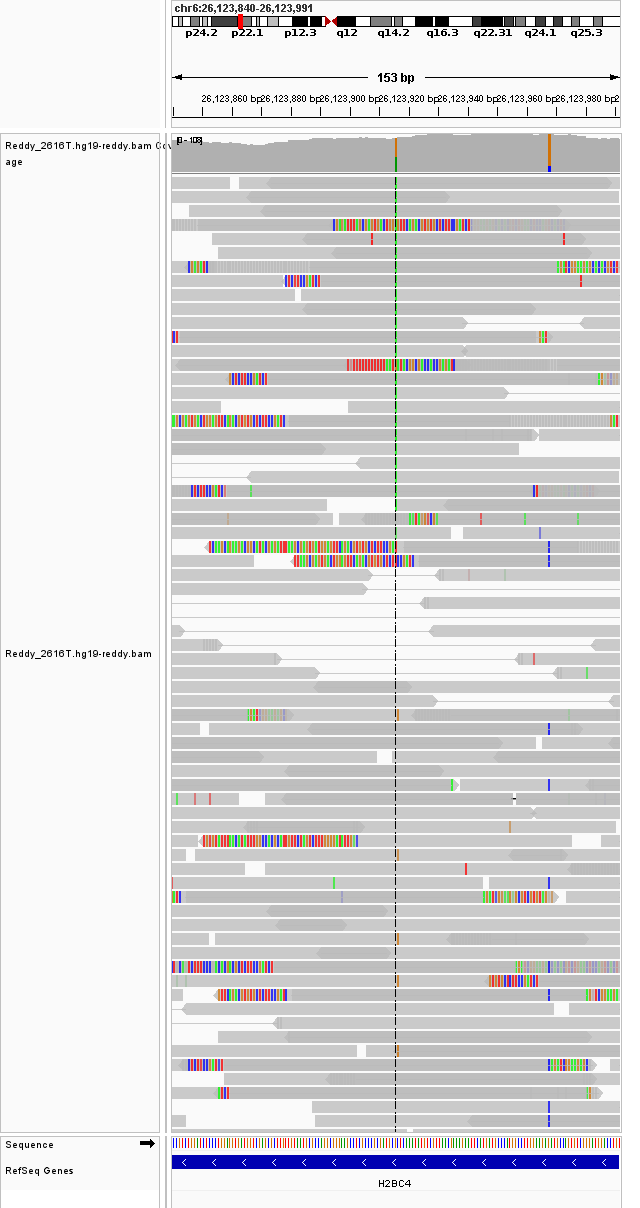 chr6:26,123,840-26,123,991
p24.2 p22.1 p12.3 q12 q14.2 q16.3 q22.31 q24.1 q25.3
153 bp
26,123,860 bp 26,123,880 bp 26,123,900 bp 26,123,920 bp 26,123,940 bp 26,123,960 bp 26,123,980 bp
Reddy_2616T.hg19-reddy.bam Cov
age
Reddy_2616T.hg19-reddy.bam
Sequence
RefSeq Genes
H2BC4